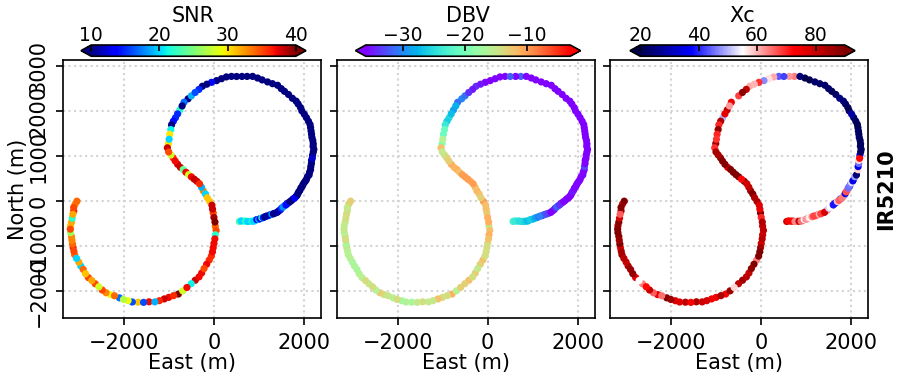 SNR DBV Xc
10 20 30 40 −30 −20 −10 20 40 60 80
North (m)
3000
2000
1000
0
−1000
−2000
−2000 0 2000 −2000 0 2000 −2000 0 2000
East (m) East (m) East (m)
IR5210